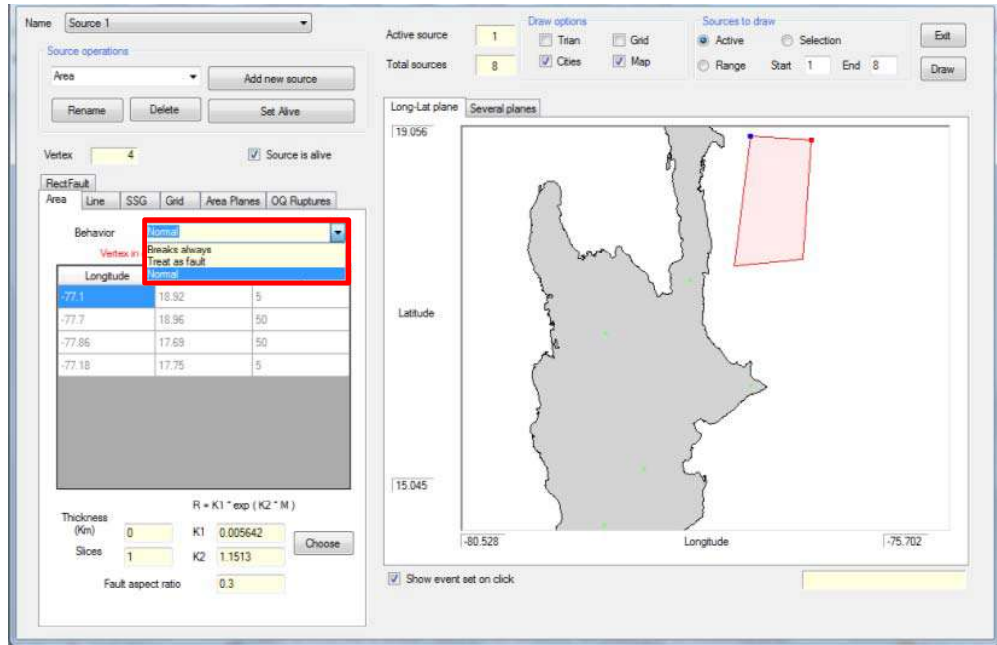 Name Source 1
Source operations
Area Add new source
Rename Delete Set Alive
Vertex 4 Source is alive
RectFault
Area Line SSG Grid Area Planes OQ Ruptures
Behavior Normal
Vertex in
Breaks always
Treat as fault
Normal
Longitude
-77.1 18.92 5
-77.7 18.96 50
-77.86 17.69 50
-77.18 17.75 5
R = K1 * exp ( K2 * M )
Thickness
(Km) 0 K1 0.005642
Choose
Slices 1 K2 1.1513
Fault aspect ratio 0.3
Active source 1
Total sources 8
Draw options
Trian Grid
Cities Map
Sources to draw
Active Selection
Range Start 1 End 8
Exit
Draw
Long-Lat plane Several planes
19.056
Latitude
15.045
-80.528 Longitude -75.702
Show event set on click